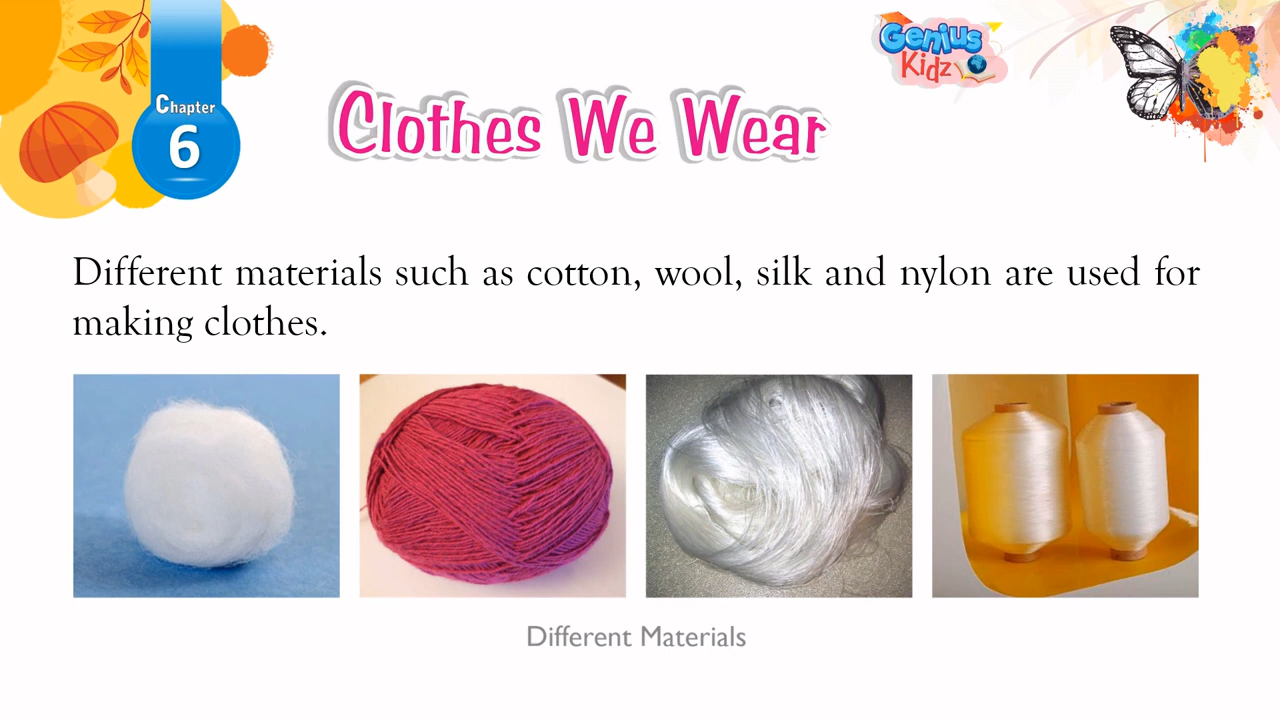 Chapter
6
Genius
Kidz
Clothes We Wear
Different materials such as cotton, wool, silk and nylon are used for
making clothes.
Different Materials